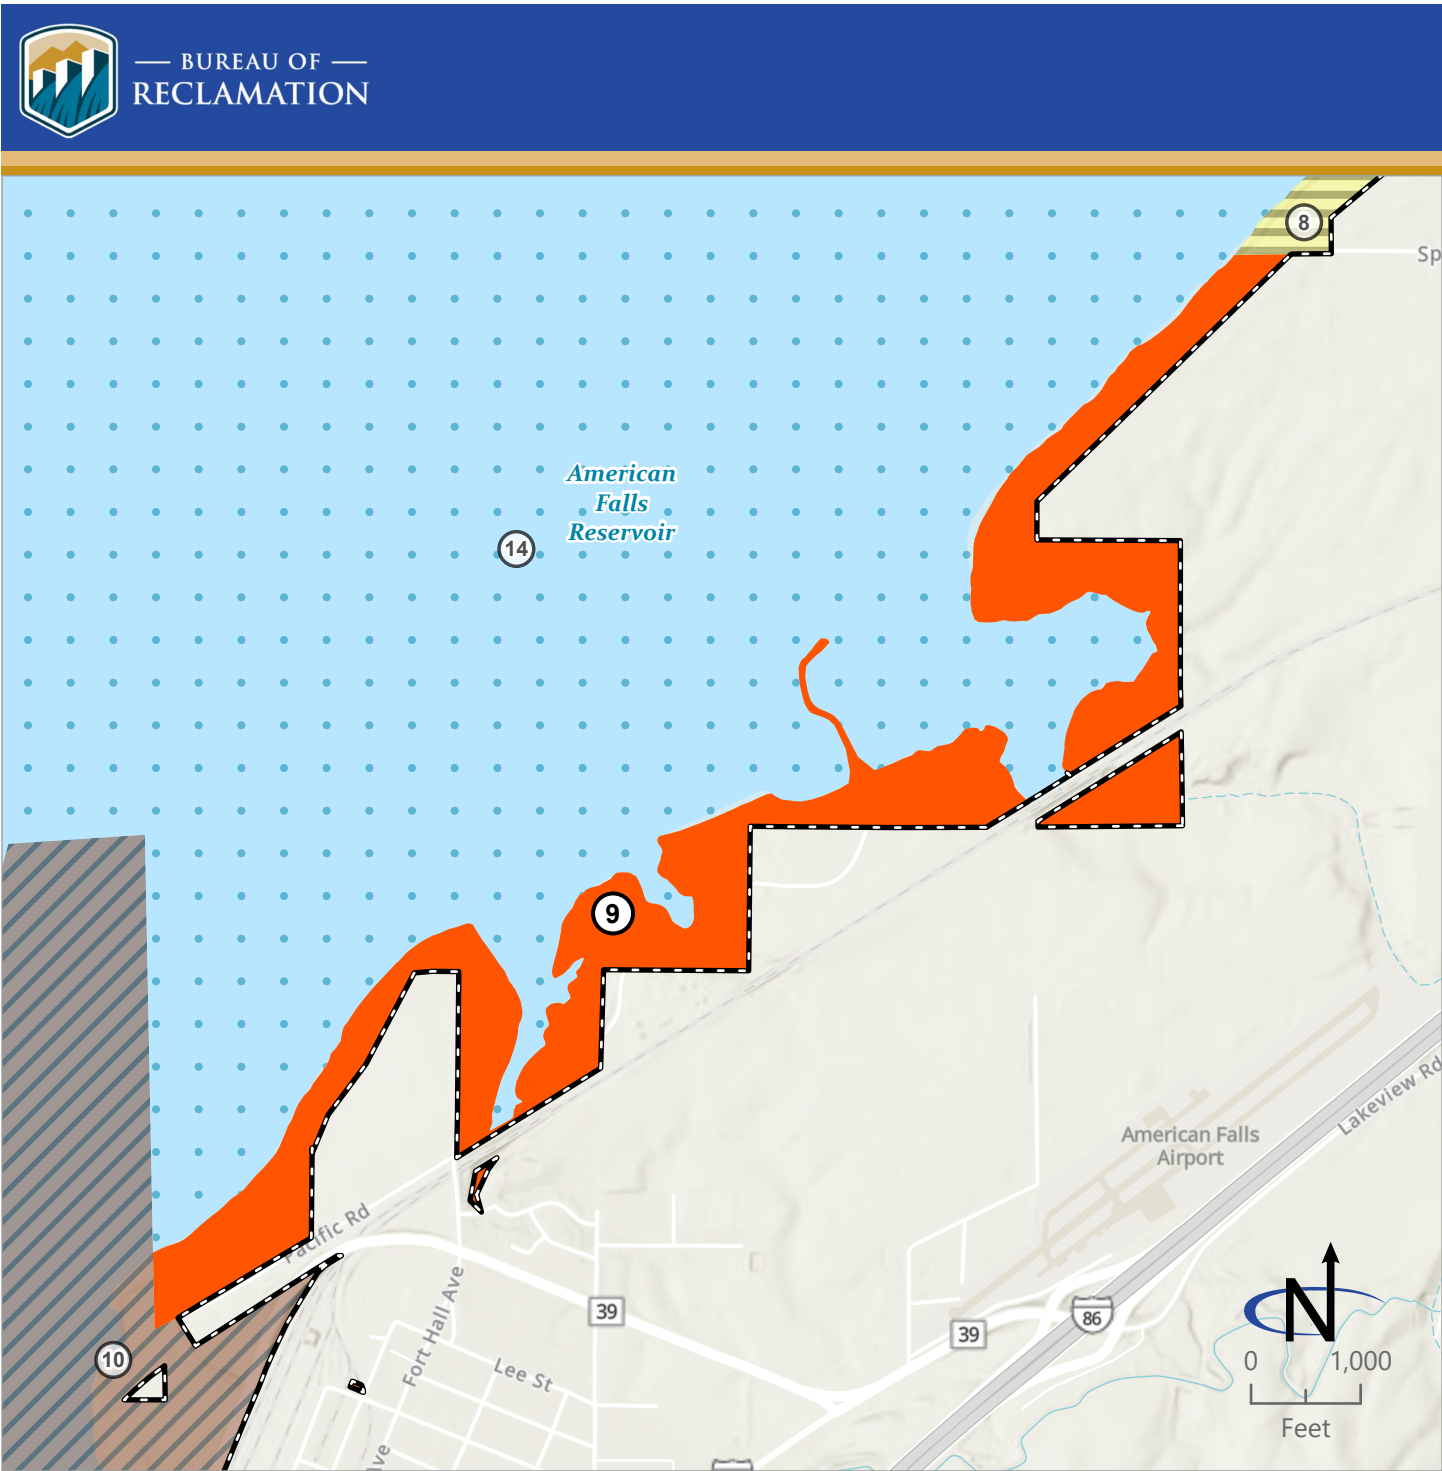 BUREAU OF
RECLAMATION
8
Sp
American
Falls
Reservoir
14
9
Lakeview Rd
American Falls
Airport
Pacific Rd
39
Fort Hall Ave
86
39
N
10
Lee St
0 1,000
Feet
Ave